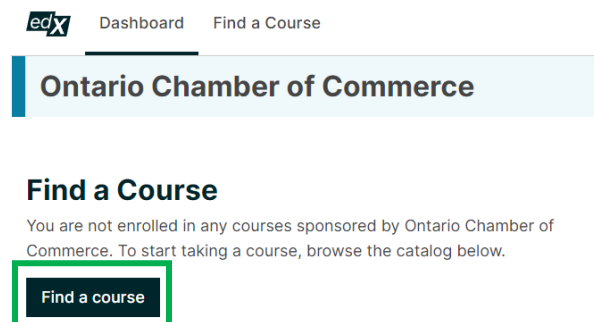 edX Dashboard Find a Course
Ontario Chamber of Commerce
Find a Course
You are not enrolled in any courses sponsored by Ontario Chamber of
Commerce. To start taking a course, browse the catalog below.
Find a course